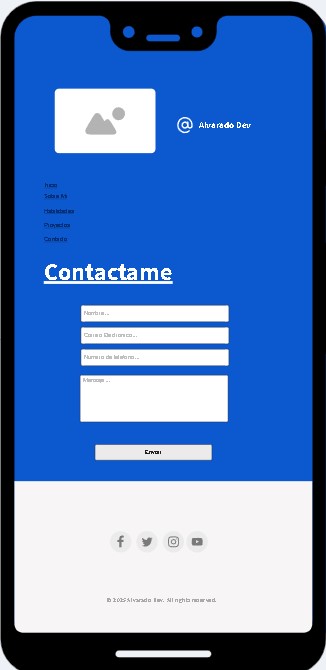 @ Alvarado Dev
Inicio
Sobre Mi
Habilidades
Proyectos
Contacto
Contactame
Nombre...
Correo Electronico...
Numero de telefono...
Mensaje...
Enviar
© 2025 Alvarado Dev. All rights reserved.